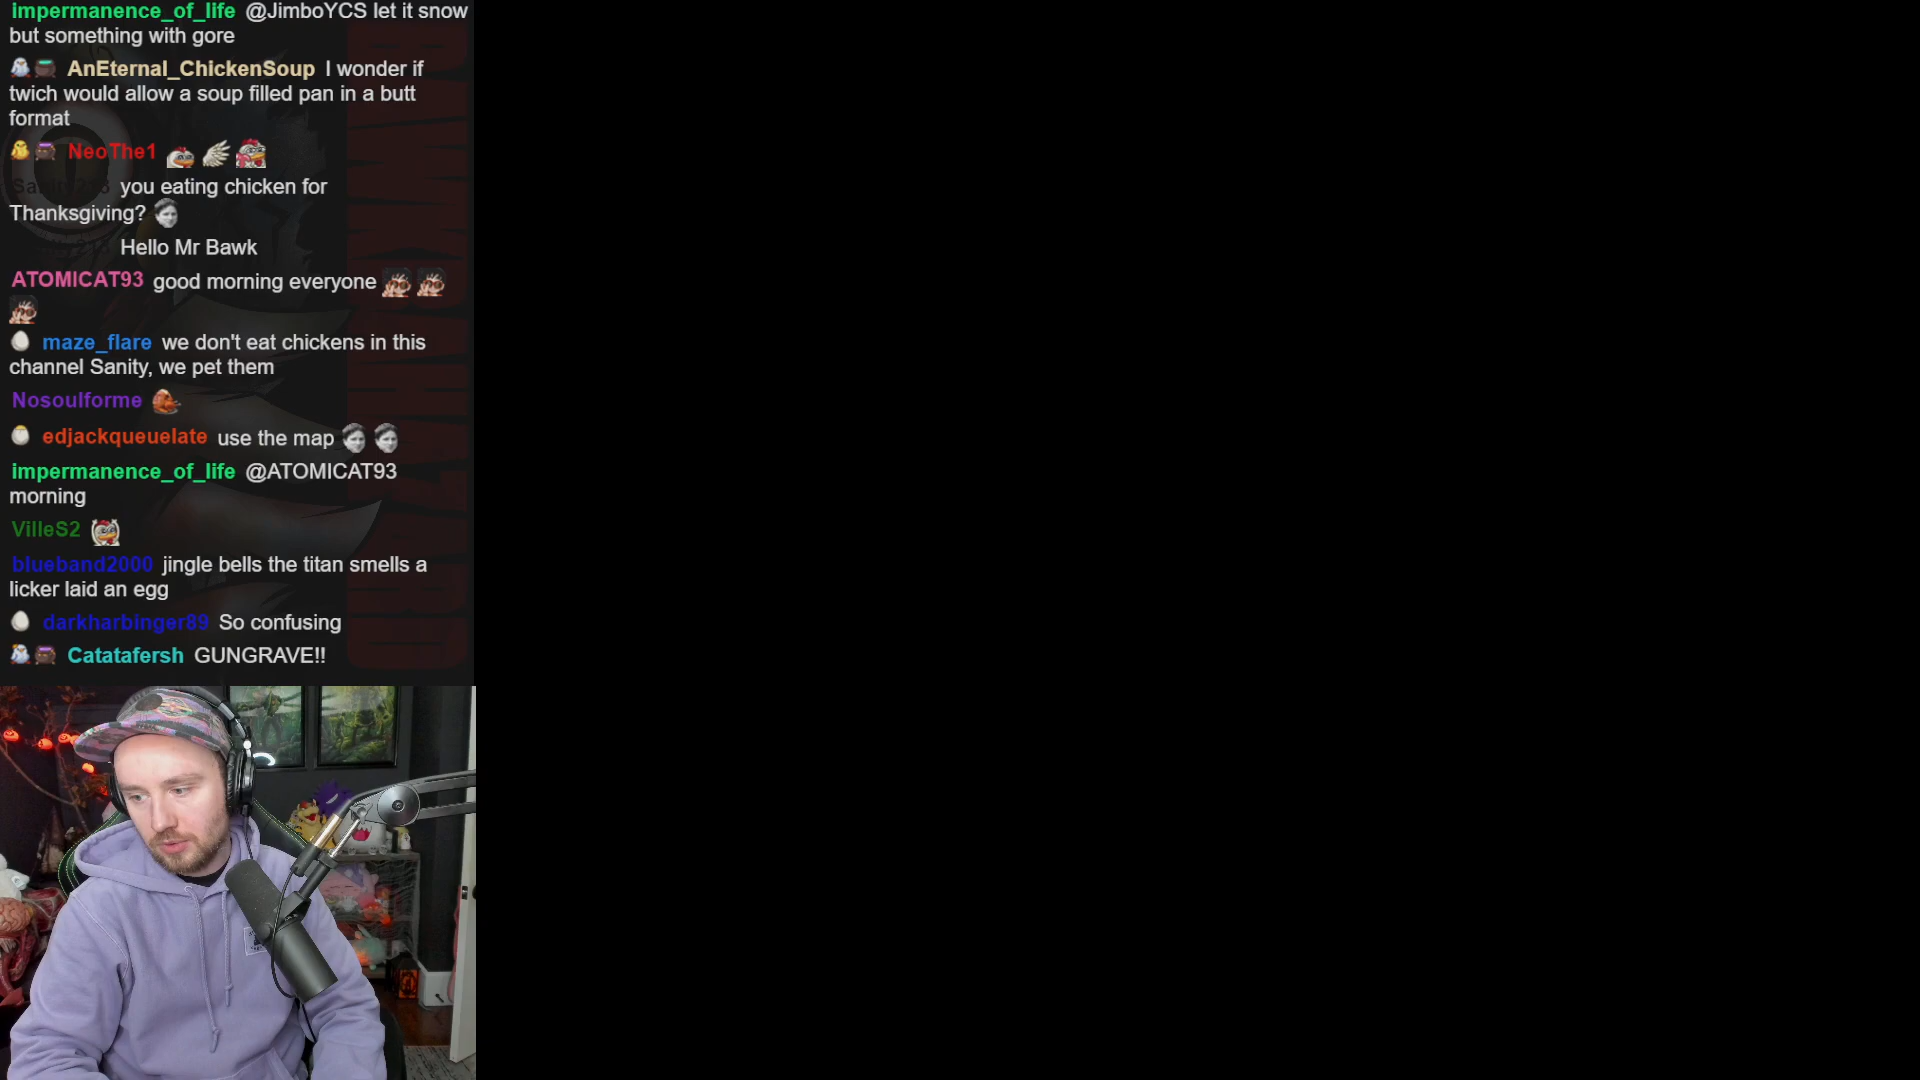 impermanence_of_life @JimboYCS let it snow
but something with gore
AnEternal_ChickenSoup I wonder if
twich would allow a soup filled pan in a butt
format
NeoThe1
you eating chicken for
Thanksgiving?
Hello Mr Bawk
ATOMICAT93 good morning everyone
maze_flare we don't eat chickens in this
channel Sanity, we pet them
Nosoulforme
edjackqueuelate use the map
impermanence_of_life @ATOMICAT93
morning
VilleS2
blueband2000 jingle bells the titan smells a
licker laid an egg
darkharbinger89 So confusing
Catatafersh GUNGRAVE!!